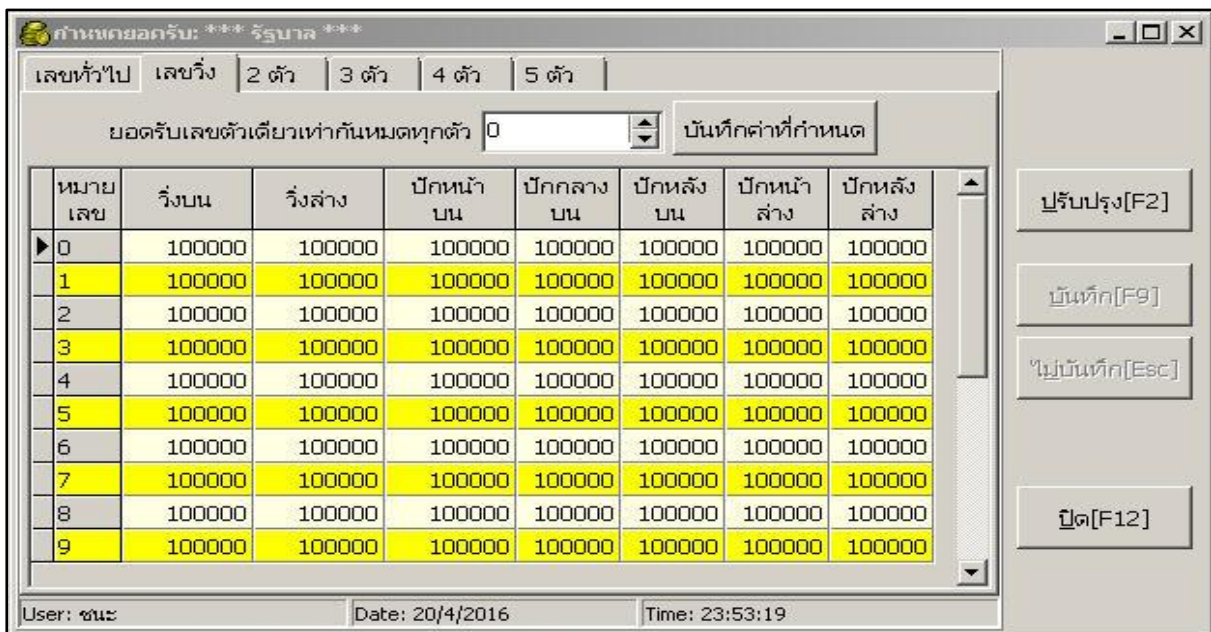 กำหนดยอดรับ: *** รัฐบาล ***
เลขทั่วไป เลขวิ่ง 2 ตัว 3 ตัว 4 ตัว 5 ตัว
ยอดรับเลขตัวเดียวเท่ากันหมดทุกตัว 0 บันทึกค่าที่กำหนด
หมายเลข วิ่งบน วิ่งล่าง ปักหน้าบน ปักกลางบน ปักหลังบน ปักหน้าล่าง ปักหลังล่าง
0 100000 100000 100000 100000 100000 100000 100000
1 100000 100000 100000 100000 100000 100000 100000
2 100000 100000 100000 100000 100000 100000 100000
3 100000 100000 100000 100000 100000 100000 100000
4 100000 100000 100000 100000 100000 100000 100000
5 100000 100000 100000 100000 100000 100000 100000
6 100000 100000 100000 100000 100000 100000 100000
7 100000 100000 100000 100000 100000 100000 100000
8 100000 100000 100000 100000 100000 100000 100000
9 100000 100000 100000 100000 100000 100000 100000
ปรับปรุง[F2]
บันทึก[F9]
ไม่บันทึก[Esc]
ปิด[F12]
User: ชนะ Date: 20/4/2016 Time: 23:53:19